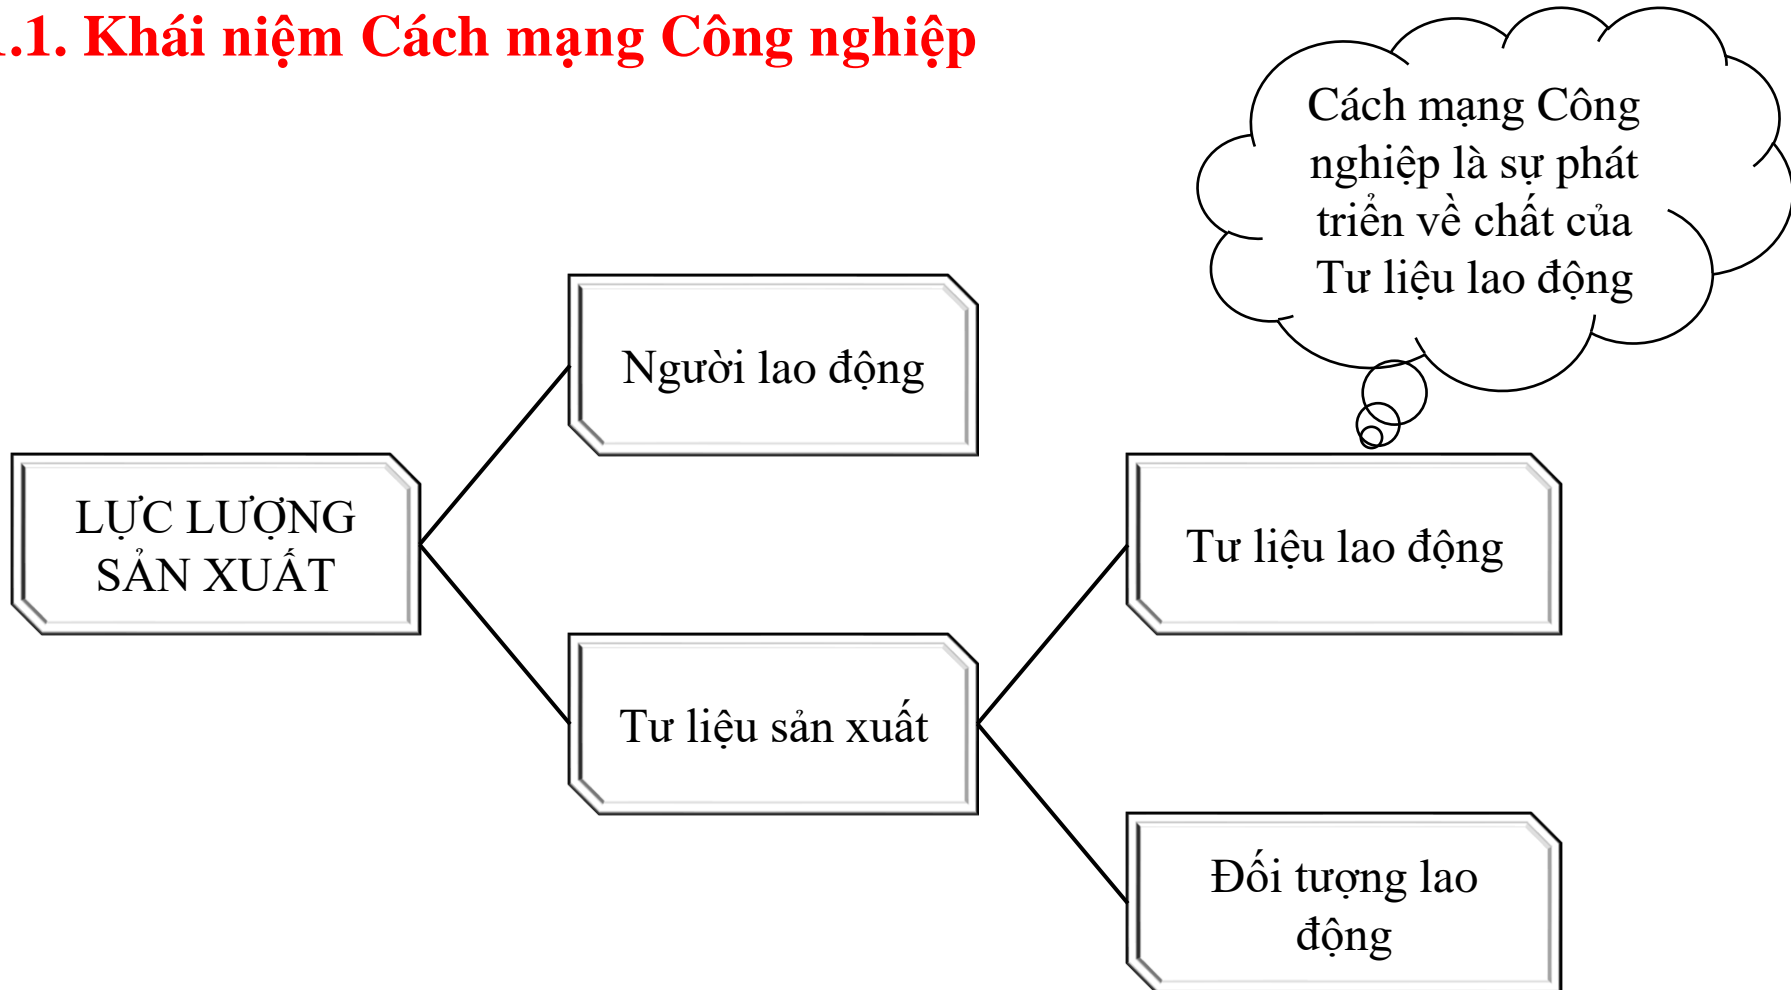 .1. Khái niệm Cách mạng Công nghiệp
Cách mạng Công
nghiệp là sự phát
triển về chất của
Tư liệu lao động
Người lao động
LỰC LƯỢNG
SẢN XUẤT
Tư liệu lao động
Tư liệu sản xuất
Đối tượng lao
động